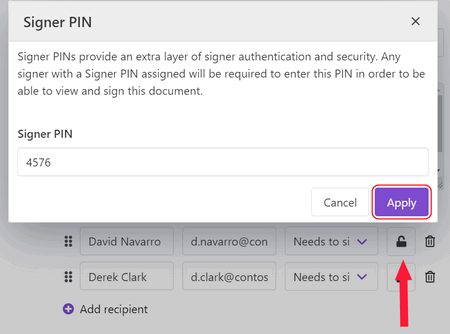 Signer PIN
Signer PINs provide an extra layer of signer authentication and security. Any
signer with a Signer PIN assigned will be required to enter this PIN in order to be
able to view and sign this document.
Signer PIN
4576
Cancel Apply
David Navarro d.navarro@con Needs to si
Derek Clark d.clark@contos Needs to si
Add recipient